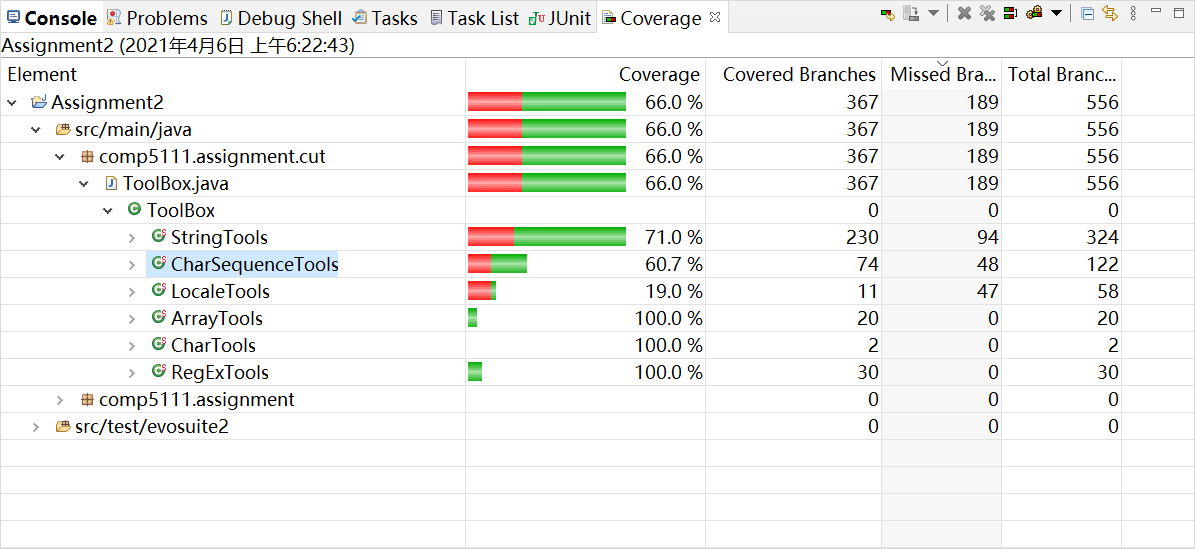 Console Problems Debug Shell Tasks Task List JUnit Coverage
Assignment2 (2021年4月6日 上午6:22:43)
Element Coverage Covered Branches Missed Bra... Total Branc...
Assignment2 66.0 % 367 189 556
src/main/java 66.0 % 367 189 556
comp5111.assignment.cut 66.0 % 367 189 556
ToolBox.java 66.0 % 367 189 556
ToolBox 0 0 0
StringTools 71.0 % 230 94 324
CharSequenceTools 60.7 % 74 48 122
LocaleTools 19.0 % 11 47 58
ArrayTools 100.0 % 20 0 20
CharTools 100.0 % 2 0 2
RegExTools 100.0 % 30 0 30
comp5111.assignment 0 0 0
src/test/evosuite2 0 0 0